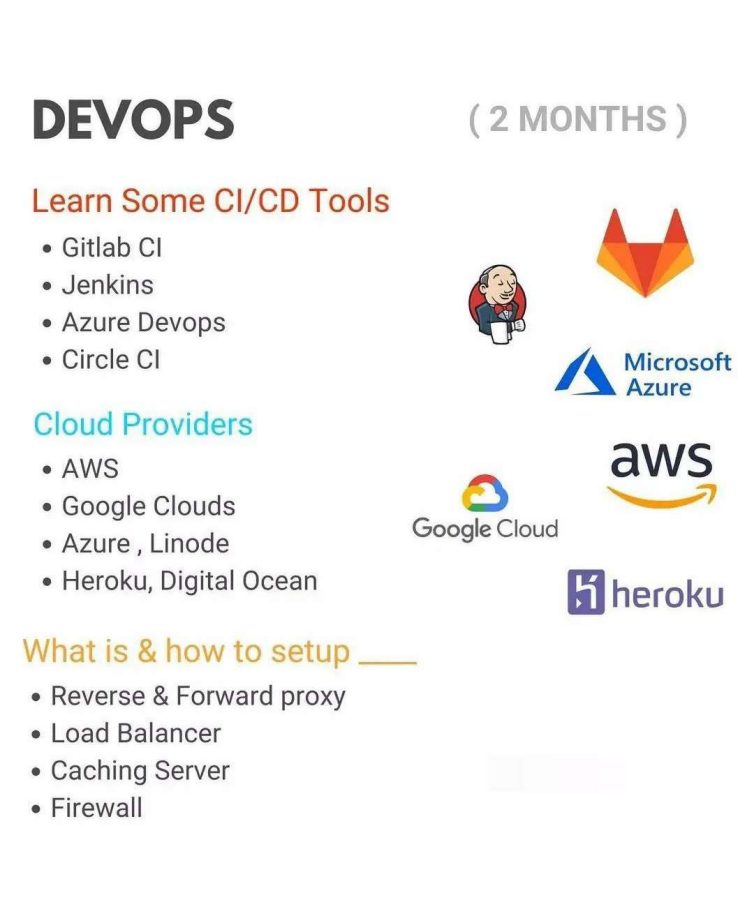 DEVOPS
( 2 MONTHS )
Learn Some CI/CD Tools
• Gitlab CI
• Jenkins
• Azure Devops
• Circle CI
Microsoft
Azure
Cloud Providers
• AWS
• Google Clouds
• Azure , Linode
• Heroku, Digital Ocean
aws
Google Cloud
heroku
What is & how to setup ____
• Reverse & Forward proxy
• Load Balancer
• Caching Server
• Firewall